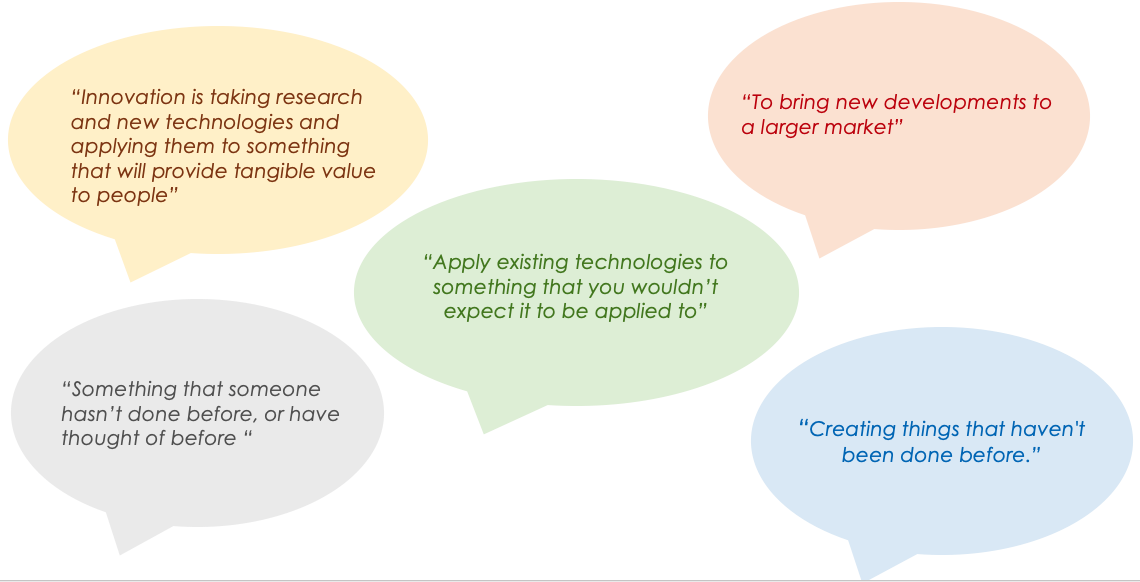 “Innovation is taking research
and new technologies and
applying them to something
that will provide tangible value
to people”
“To bring new developments to
a larger market”
“Apply existing technologies to
something that you wouldn’t
expect it to be applied to”
“Something that someone
hasn’t done before, or have
thought of before “
“Creating things that haven't
been done before.”